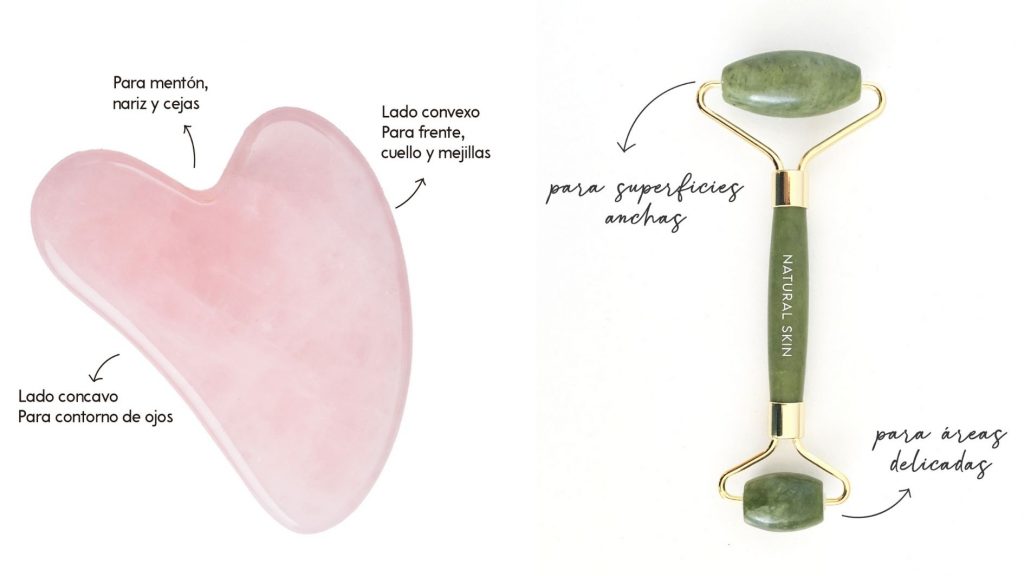 Para mentón,
nariz y cejas
Lado convexo
Para frente,
cuello y mejillas
Lado concavo
Para contorno de ojos
para superficies
anchas
NATURAL SKIN
para áreas
delicadas